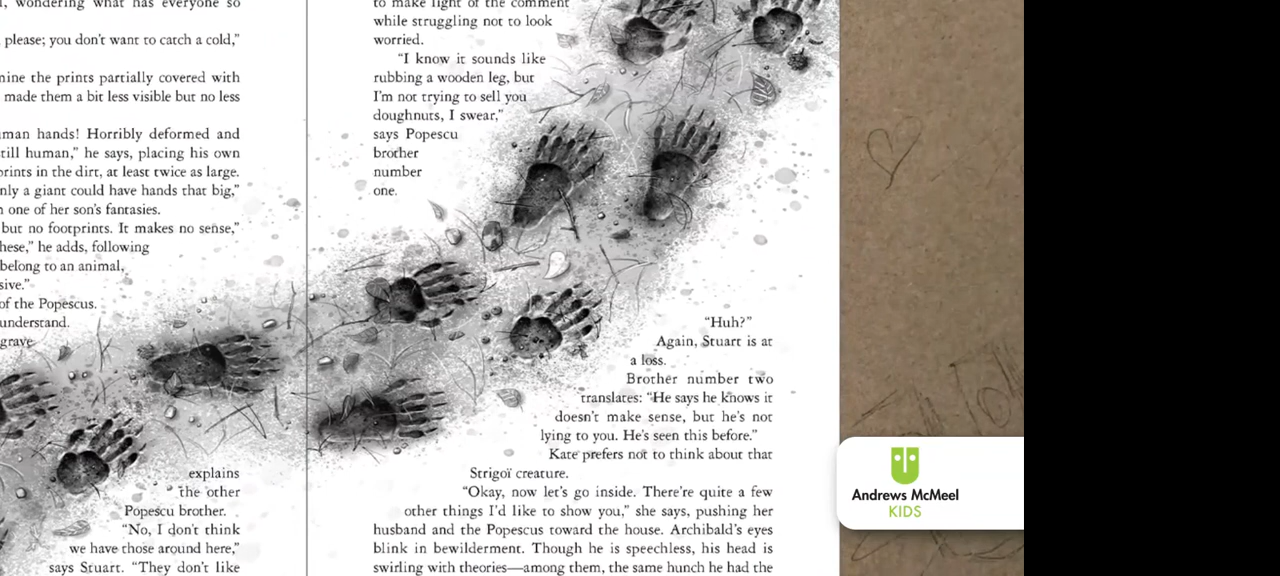 , wondering what has everyone so
please; you don't want to catch a cold,"
mine the prints partially covered with
made them a bit less visible but no less
uman hands! Horribly deformed and
till human," he says, placing his own
prints in the dirt, at least twice as large.
nly a giant could have hands that big,"
one of her son's fantasies.
but no footprints. It makes no sense,"
hese," he adds, following
belong to an animal,
sive."
of the Popescus.
understand.
grave
explains
the other
Popescu brother.
"No, I don't think
we have those around here,"
says Stuart. "They don't like
to make light of the comment
while struggling not to look
worried.
"I know it sounds like
rubbing a wooden leg, but
I'm not trying to sell you
doughnuts, I swear,"
says Popescu
brother
number
one.
"Huh?"
Again, Stuart is at
a loss.
Brother number two
translates: "He says he knows it
doesn't make sense, but he's not
lying to you. He's seen this before."
Kate prefers not to think about that
Strigoï creature.
"Okay, now let's go inside. There're quite a few
other things I'd like to show you," she says, pushing her
husband and the Popescus toward the house. Archibald's eyes
blink in bewilderment. Though he is speechless, his head is
swirling with theories—among them, the same hunch he had the
Andrews McMeel
KIDS